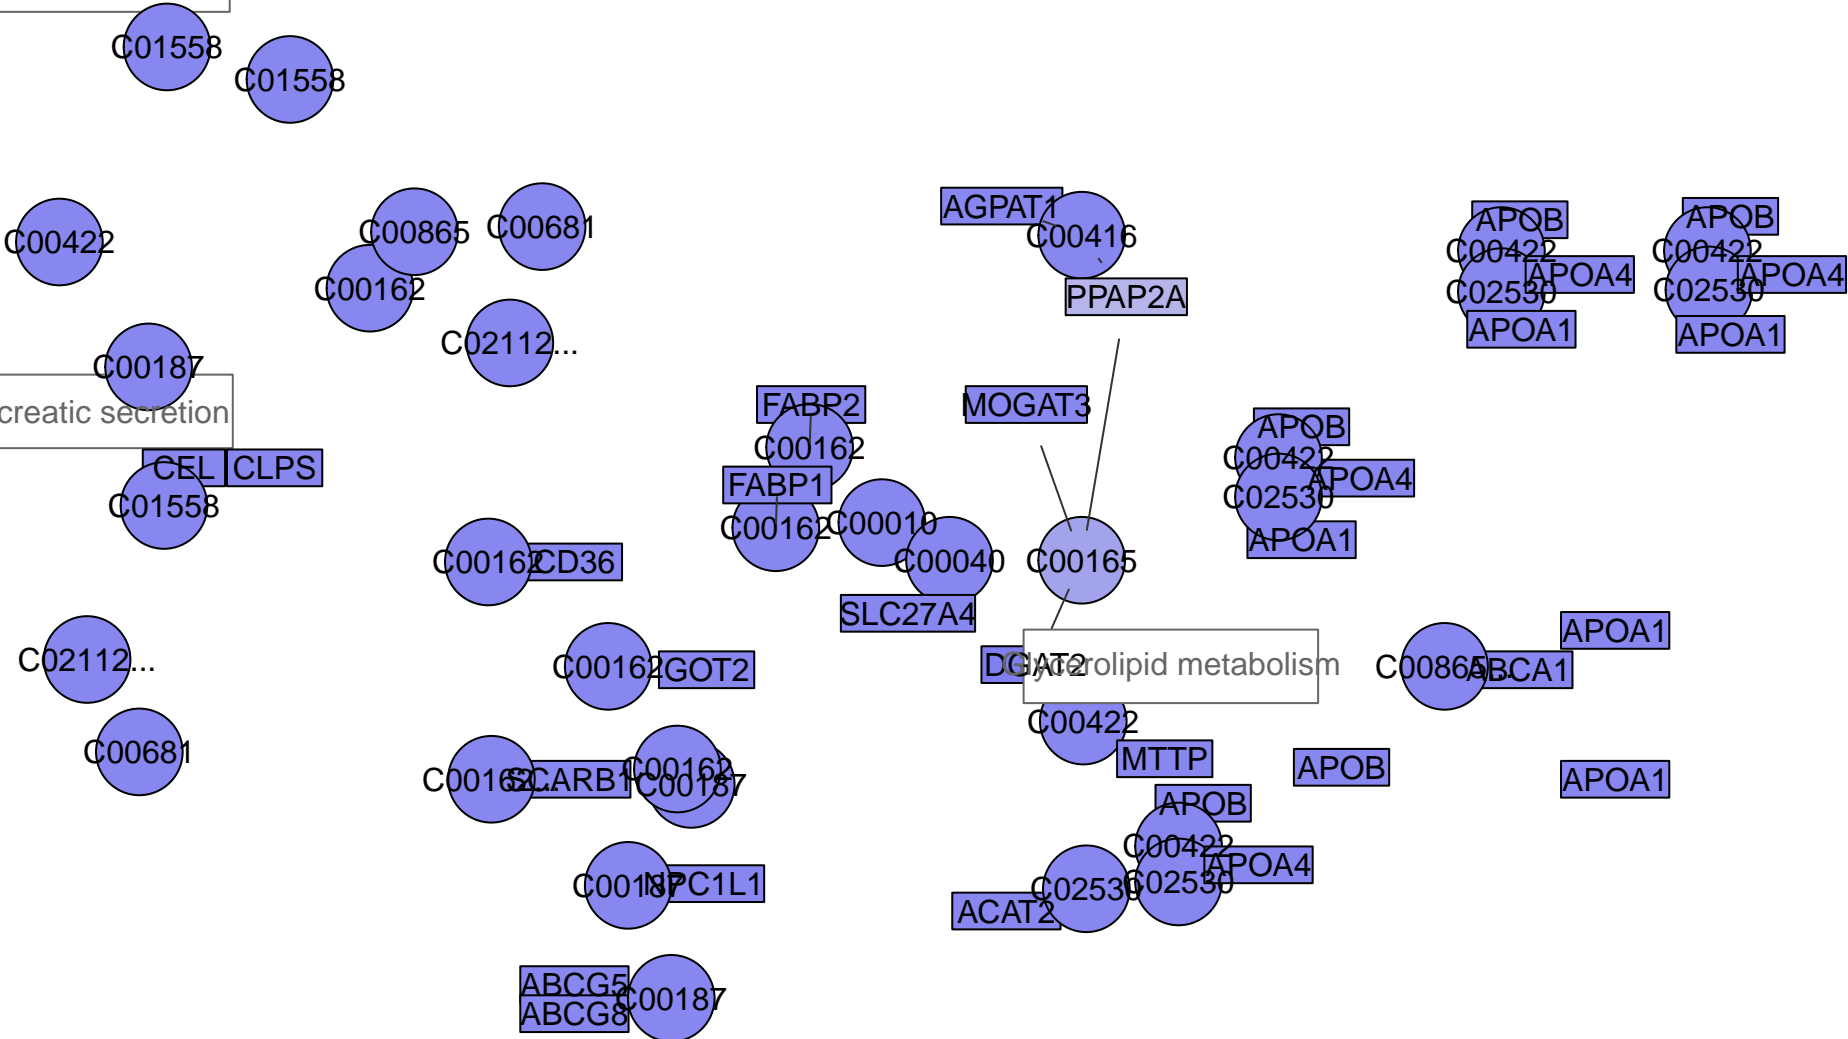 C01558
C01558
C00422
C00865
C00681
C00162
C02112...
C00187
creatic secretion
CEL
CLPS
C01558
AGPAT1
C00416
PPAP2A
APOB
C00422
APOA4
C02530
APOA1
APOB
C00422
APOA4
C02530
APOA1
FABP2
C00162
FABP1
C00162
C00010
C00040
SLC27A4
MOGAT3
C00165
APOB
C00422
APOA4
C02530
APOA1
C00162
CD36
C02112...
C00681
C00162
GOT2
DGAT2
Glycerolipid metabolism
C00422
MTTP
APOB
C00865...
ABCA1
APOA1
APOA1
C00162...
SCARB1
C00162
C00187
APOB
C00422
APOA4
C02530
C02530
ACAT2
C00187
NPC1L1
ABCG5
ABCG8
C00187